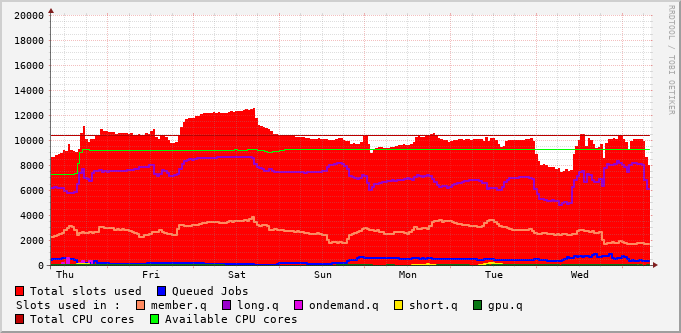 20000
18000
16000
14000
12000
10000
8000
6000
4000
2000
0
Thu Fri Sat Sun Mon Tue Wed
RRDTOOL / TOBI OETIKER
Total slots used Queued Jobs
Slots used in : member.q long.q ondemand.q short.q gpu.q
Total CPU cores Available CPU cores